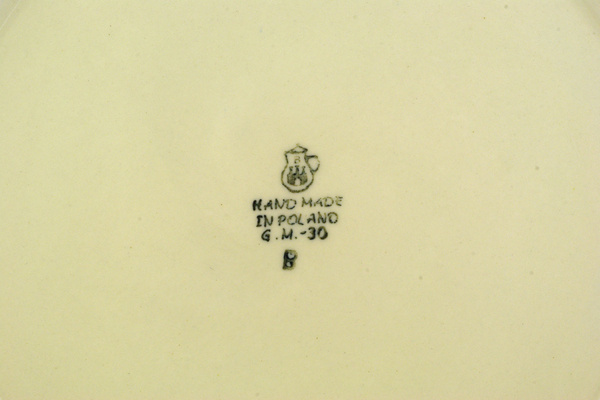 B
HAND MADE
IN POLAND
G.M.-30
B